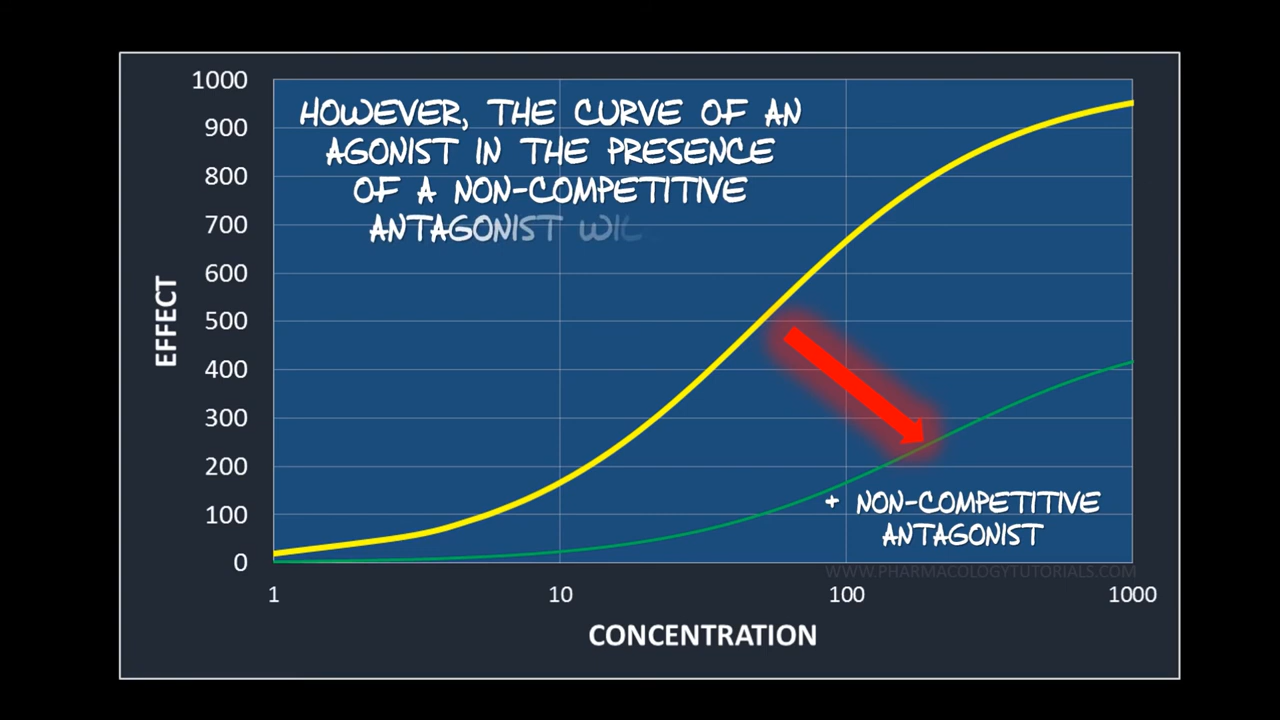 1000
HOWEVER, THE CURVE OF AN
900
AGONIST IN THE PRESENCE
800
OF A NON-COMPETITIVE
700
ANTAGONIST WIL
600
500
400
300
200
100
0
EFFECT
+ NON-COMPETITIVE
ANTAGONIST
WWW.PHARMACOLOGYTUTORIALS.COM
1 10 100 1000
CONCENTRATION